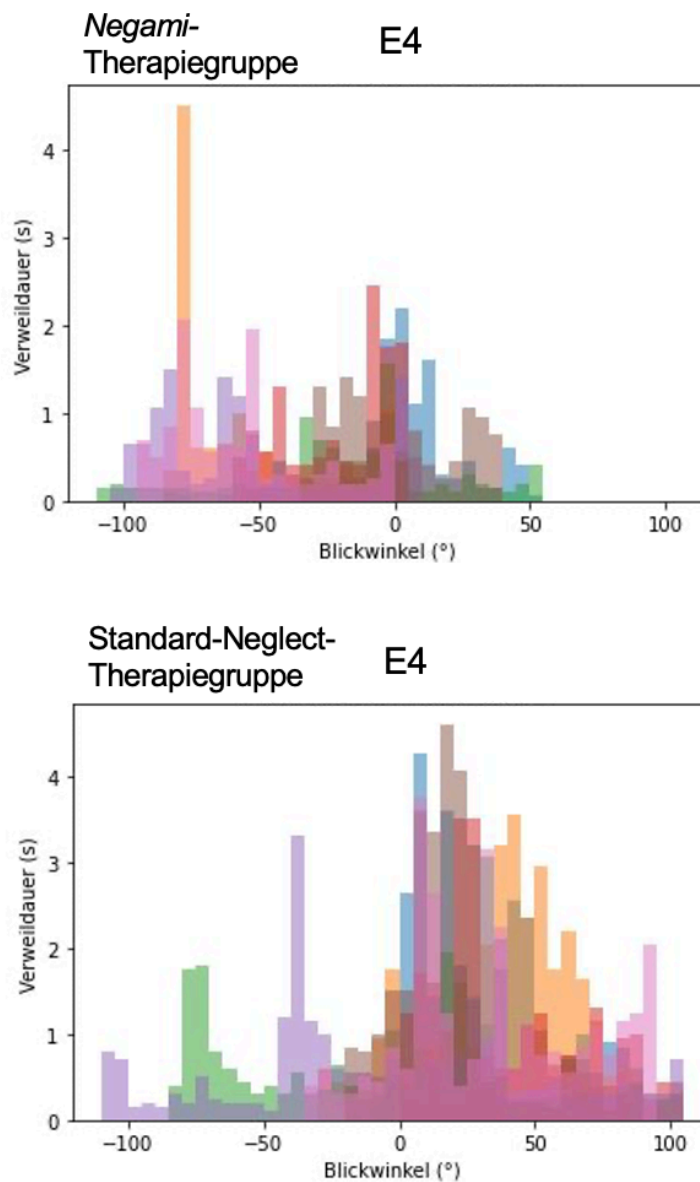 Negami-
Therapiegruppe
E4
4
3
2
1
0
Verweildauer (s)
−100
−50
0
50
100
Blickwinkel (°)
Standard-Neglect-
Therapiegruppe
E4
4
3
2
1
0
Verweildauer (s)
−100
−50
0
50
100
Blickwinkel (°)